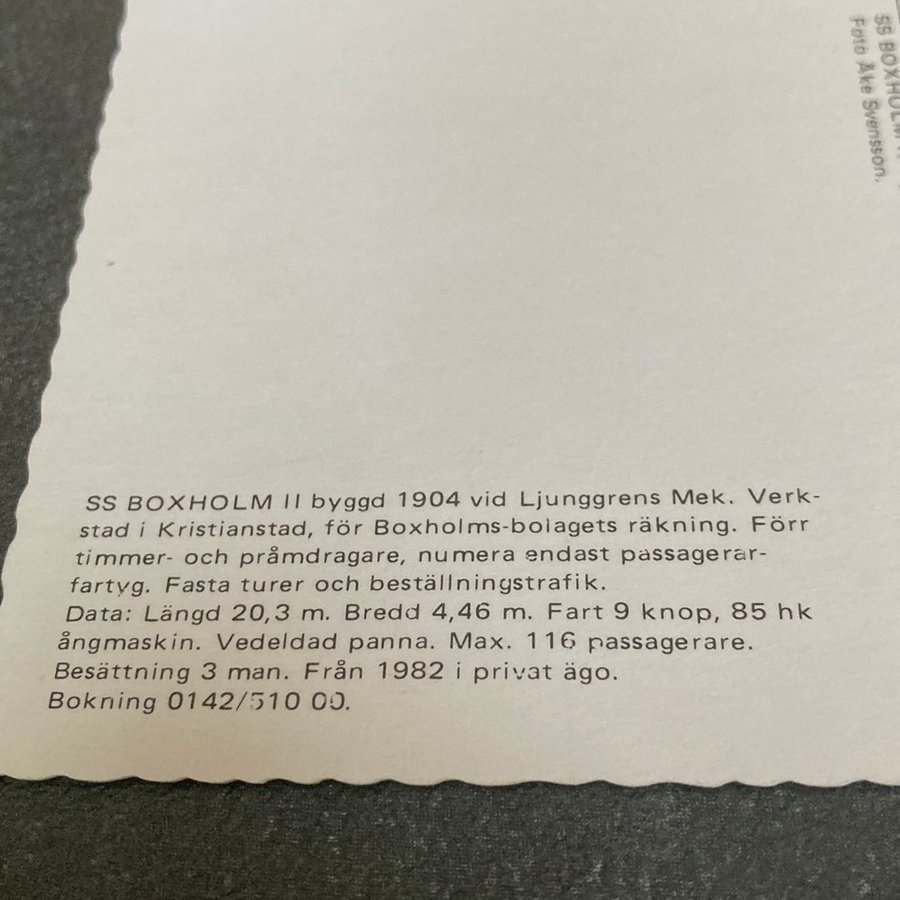 SS BOXHOLM II byggd 1904 vid Ljunggrens Mek. Verk-
stad i Kristianstad, för Boxholms-bolagets räkning. Förr
timmer- och pråmdragare, numera endast passagerar-
fartyg. Fasta turer och beställningstrafik.
Data: Längd 20,3 m. Bredd 4,46 m. Fart 9 knop, 85 hk
ångmaskin. Vedeldad panna. Max. 116 passagerare.
Besättning 3 man. Från 1982 i privat ägo.
Bokning 0142/510 00.
SS BOXHOLM
Foto Åke Svensson.